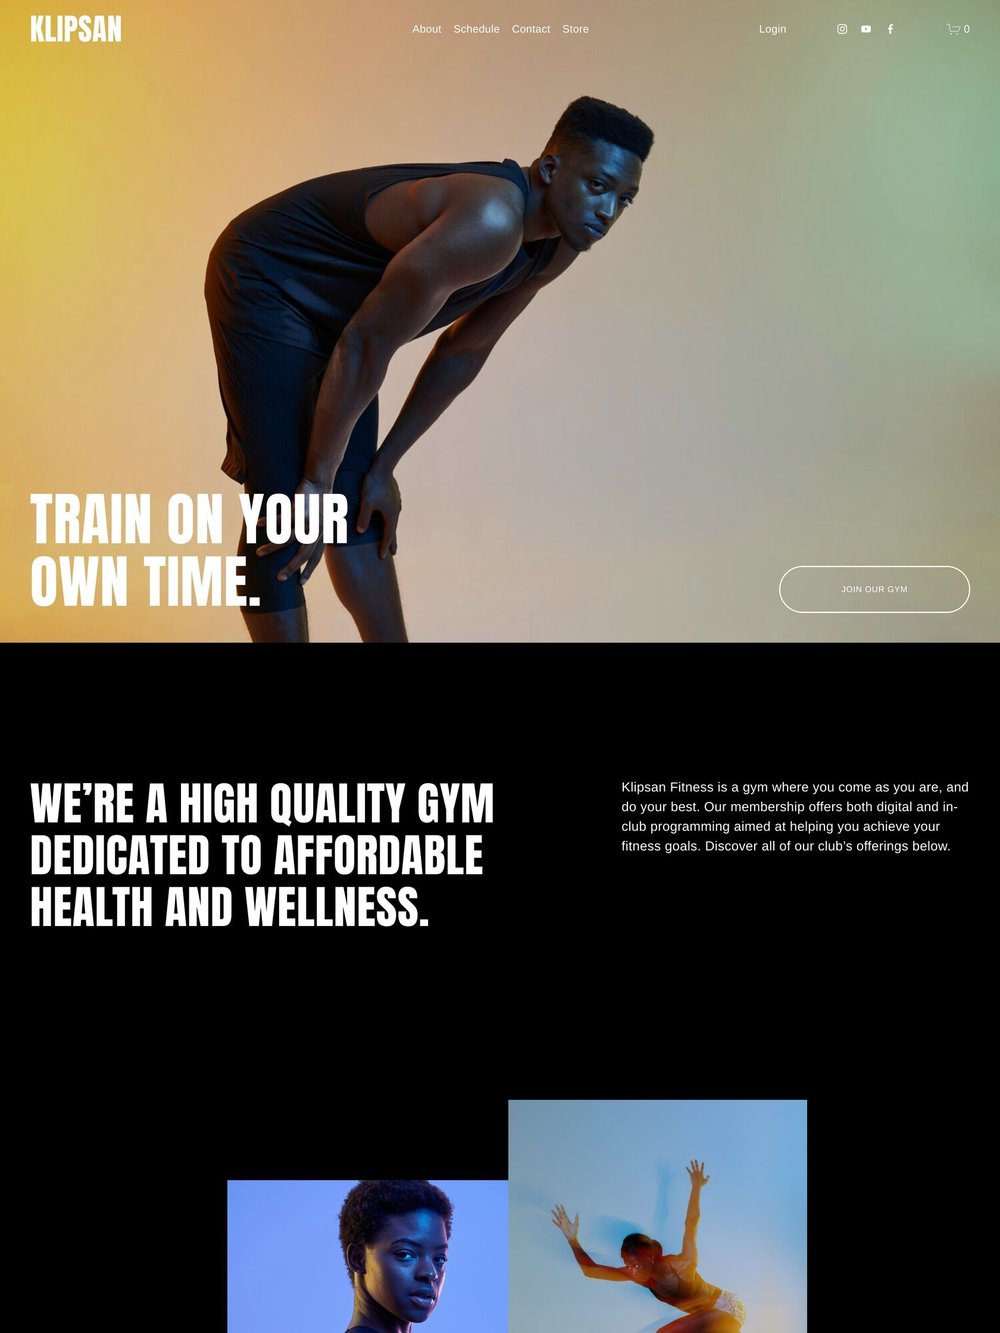 KLIPSAN
About Schedule Contact Store
Login
0
TRAIN ON YOUR
OWN TIME.
JOIN OUR GYM
WE’RE A HIGH QUALITY GYM
DEDICATED TO AFFORDABLE
HEALTH AND WELLNESS.
Klipsan Fitness is a gym where you come as you are, and
do your best. Our membership offers both digital and in-
club programming aimed at helping you achieve your
fitness goals. Discover all of our club’s offerings below.